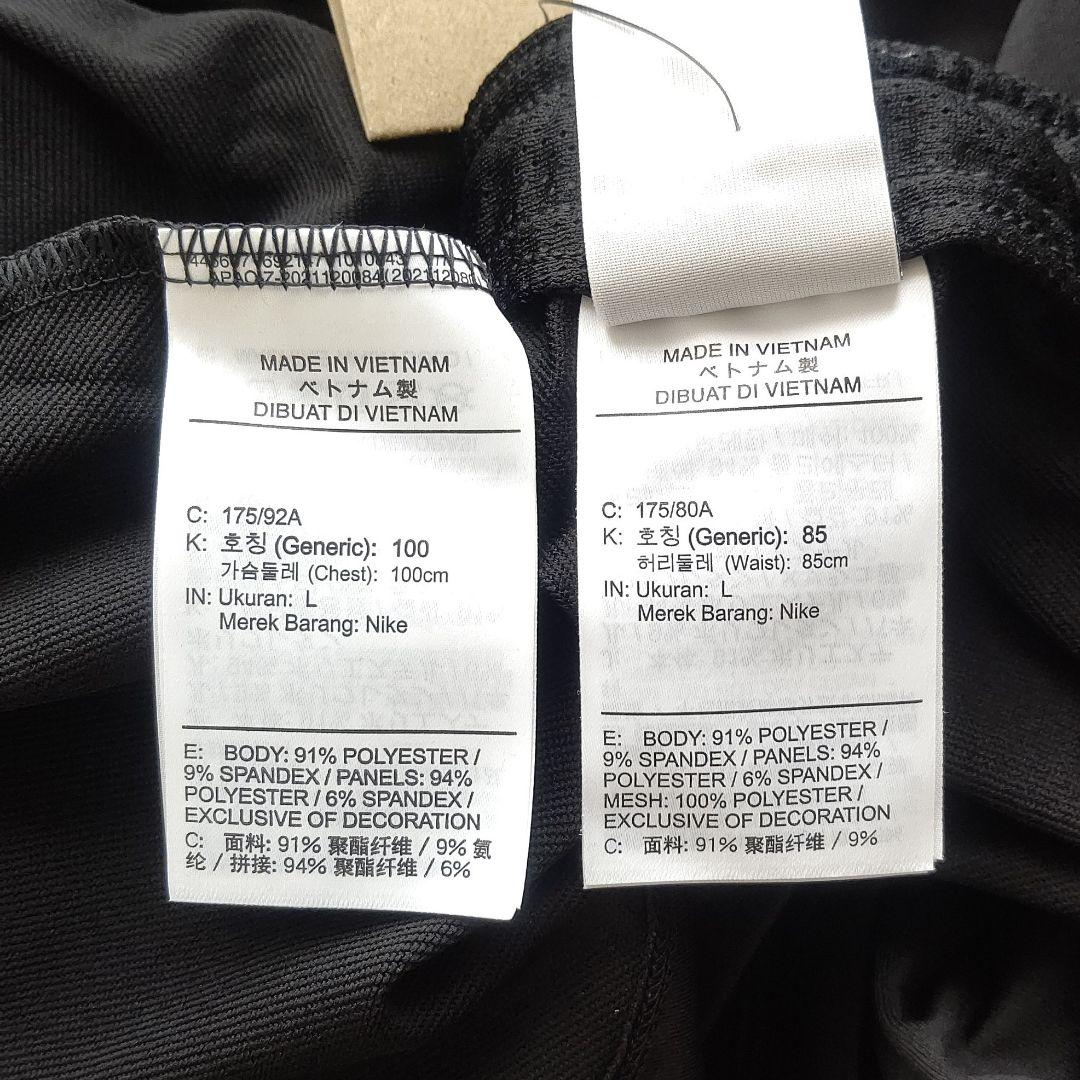 MADE IN VIETNAM
ベトナム製
DIBUAT DI VIETNAM
C: 175/92A
K: 호칭 (Generic): 100
가슴둘레 (Chest): 100cm
IN: Ukuran: L
Merek Barang: Nike
E: BODY: 91% POLYESTER /
9% SPANDEX / PANELS: 94%
POLYESTER / 6% SPANDEX /
EXCLUSIVE OF DECORATION
C: 面料: 91% 聚酯纤维 / 9% 氨
纶 / 拼接: 94% 聚酯纤维 / 6%
MADE IN VIETNAM
ベトナム製
DIBUAT DI VIETNAM
C: 175/80A
K: 호칭 (Generic): 85
허리둘레 (Waist): 85cm
IN: Ukuran: L
Merek Barang: Nike
E: BODY: 91% POLYESTER /
9% SPANDEX / PANELS: 94%
POLYESTER / 6% SPANDEX /
MESH: 100% POLYESTER /
EXCLUSIVE OF DECORATION
C: 面料: 91% 聚酯纤维 / 9%